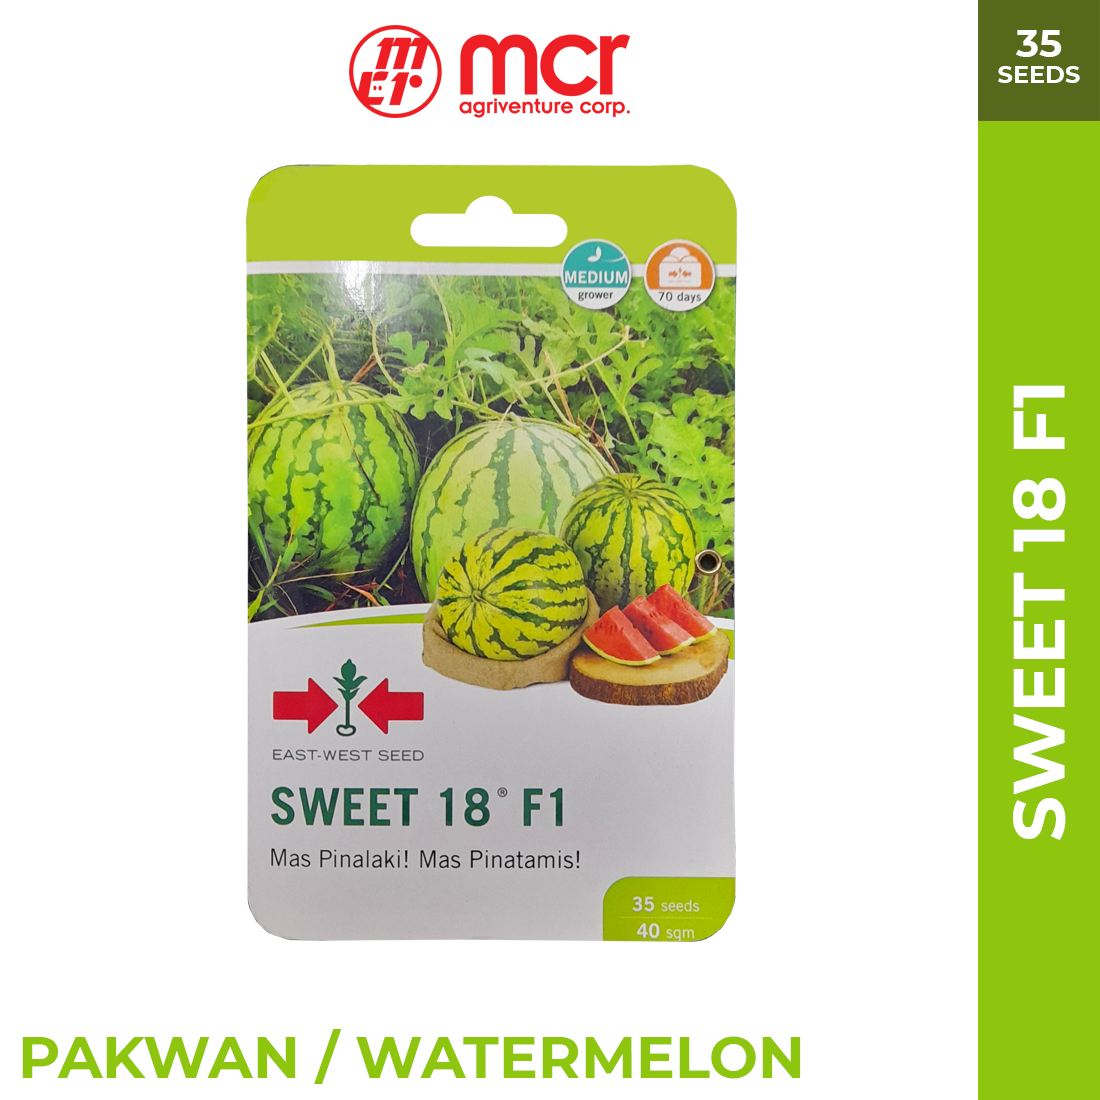 mcr
mcr
agriventure corp.
35
SEEDS
MEDIUM
grower
70 days
EAST-WEST SEED
SWEET 18® F1
Mas Pinalaki! Mas Pinatamis!
35 seeds
40 sqm
SWEET 18 F1
PAKWAN / WATERMELON